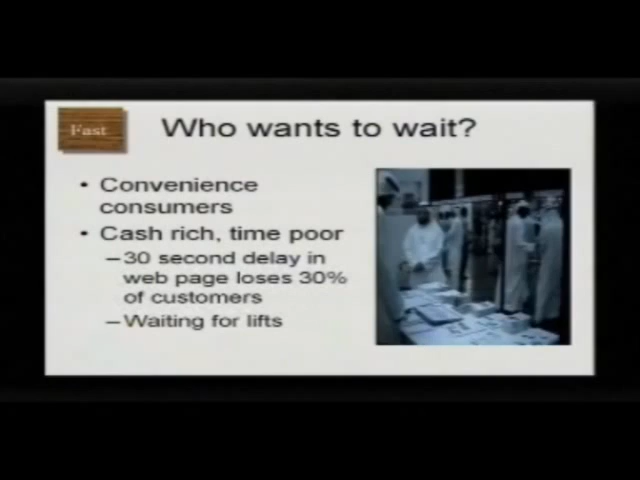 Fast
Who wants to wait?
• Convenience
consumers
• Cash rich, time poor
–30 second delay in
web page loses 30%
of customers
–Waiting for lifts